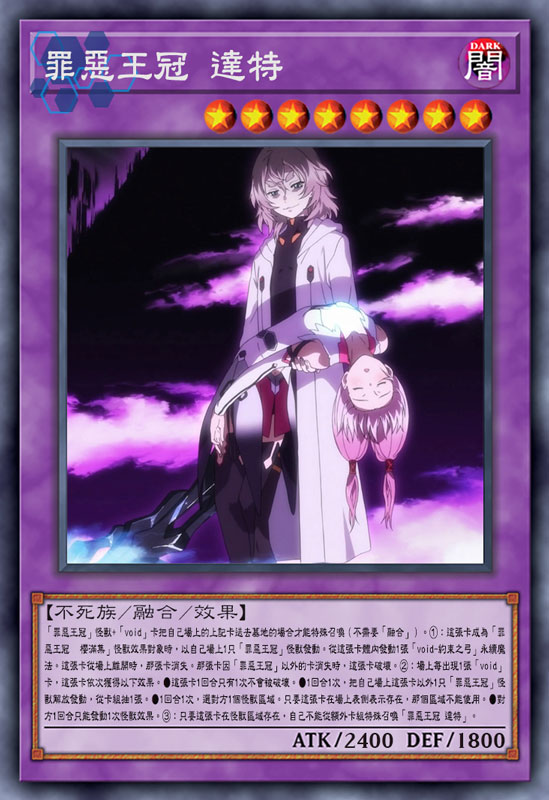 罪惡王冠 達特
DARK
闇
【不死族/融合/效果】
「罪惡王冠」怪獸+「void」卡把自己場上的上記卡送去墓地的場合才能特殊召喚(不需要「融合」)。①:這張卡成為「罪
惡王冠 櫻滿集」怪獸效果對象時,以自己場上1只「罪惡王冠」怪獸發動。從這張卡體內發動1張「void-約束之弓」永續魔
法。這張卡從場上離開時,那張卡消失。那張卡因「罪惡王冠」以外的卡消失時,這張卡破壞。②:場上每出現1張「void」
卡,這張卡依次獲得以下效果。●這張卡1回合只有1次不會被破壞。●1回合1次,把自己場上這張卡以外1只「罪惡王冠」怪
獸解放發動,從卡組抽1張。●1回合1次,選對方1個怪獸區域。只要這張卡在場上表側表示存在,那個區域不能使用。●對
方1回合只能發動1次怪獸效果。③:只要這張卡在怪獸區域存在,自己不能從額外卡組特殊召喚「罪惡王冠 達特」。
ATK/2400 DEF/1800